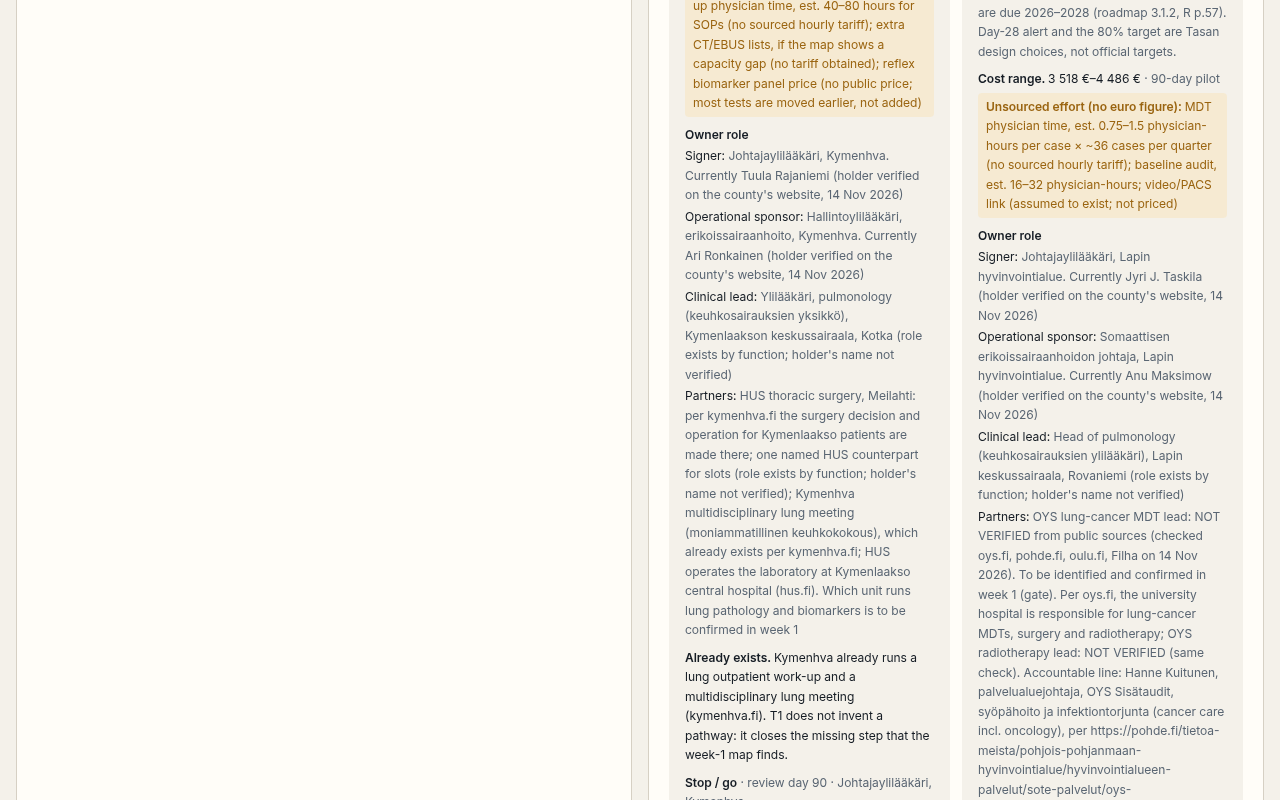 up physician time, est. 40–80 hours for
SOPs (no sourced hourly tariff); extra
CT/EBUS lists, if the map shows a
capacity gap (no tariff obtained); reflex
biomarker panel price (no public price;
most tests are moved earlier, not added)
Owner role
Signer: Johtajaylilääkäri, Kymenhva.
Currently Tuula Rajaniemi (holder verified
on the county's website, 14 Nov 2026)
Operational sponsor: Hallintoylilääkäri,
erikoissairaanhoito, Kymenhva. Currently
Ari Ronkainen (holder verified on the
county's website, 14 Nov 2026)
Clinical lead: Ylilääkäri, pulmonology
(keuhkosairauksien yksikkö),
Kymenlaakson keskussairaala, Kotka (role
exists by function; holder's name not
verified)
Partners: HUS thoracic surgery, Meilahti:
per kymenhva.fi the surgery decision and
operation for Kymenlaakso patients are
made there; one named HUS counterpart
for slots (role exists by function; holder's
name not verified); Kymenhva
multidisciplinary lung meeting
(moniammatillinen keuhkokokous), which
already exists per kymenhva.fi; HUS
operates the laboratory at Kymenlaakso
central hospital (hus.fi). Which unit runs
lung pathology and biomarkers is to be
confirmed in week 1
Already exists. Kymenhva already runs a
lung outpatient work-up and a
multidisciplinary lung meeting
(kymenhva.fi). T1 does not invent a
pathway: it closes the missing step that the
week-1 map finds.
Stop / go · review day 90 · Johtajaylilääkäri,
Kymenhva
are due 2026–2028 (roadmap 3.1.2, R p.57).
Day-28 alert and the 80% target are Tasan
design choices, not official targets.
Cost range. 3 518 €–4 486 € · 90-day pilot
Unsourced effort (no euro figure): MDT
physician time, est. 0.75–1.5 physician-
hours per case × ~36 cases per quarter
(no sourced hourly tariff); baseline audit,
est. 16–32 physician-hours; video/PACS
link (assumed to exist; not priced)
Owner role
Signer: Johtajaylilääkäri, Lapin
hyvinvointialue. Currently Jyri J. Taskila
(holder verified on the county's website, 14
Nov 2026)
Operational sponsor: Somaattisen
erikoissairaanhoidon johtaja, Lapin
hyvinvointialue. Currently Anu Maksimow
(holder verified on the county's website, 14
Nov 2026)
Clinical lead: Head of pulmonology
(keuhkosairauksien ylilääkäri), Lapin
keskussairaala, Rovaniemi (role exists by
function; holder's name not verified)
Partners: OYS lung-cancer MDT lead: NOT
VERIFIED from public sources (checked
oys.fi, pohde.fi, oulu.fi, Filha on 14 Nov
2026). To be identified and confirmed in
week 1 (gate). Per oys.fi, the university
hospital is responsible for lung-cancer
MDTs, surgery and radiotherapy; OYS
radiotherapy lead: NOT VERIFIED (same
check). Accountable line: Hanne Kuitunen,
palvelualuejohtaja, OYS Sisätaudit,
syöpähoito ja infektiontorjunta (cancer care
incl. oncology), per https://pohde.fi/tietoa-
meista/pohjois-pohjanmaan-
hyvinvointialue/hyvinvointialueen-
palvelut/sote-palvelut/oys-